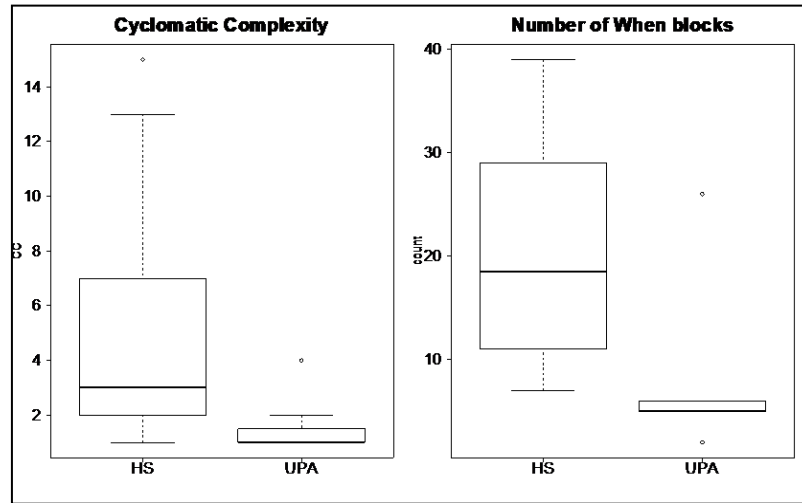 Cyclomatic Complexity
14
12
10
8
6
4
2
CC
HS UPA
Number of When blocks
40
30
20
10
count
HS UPA